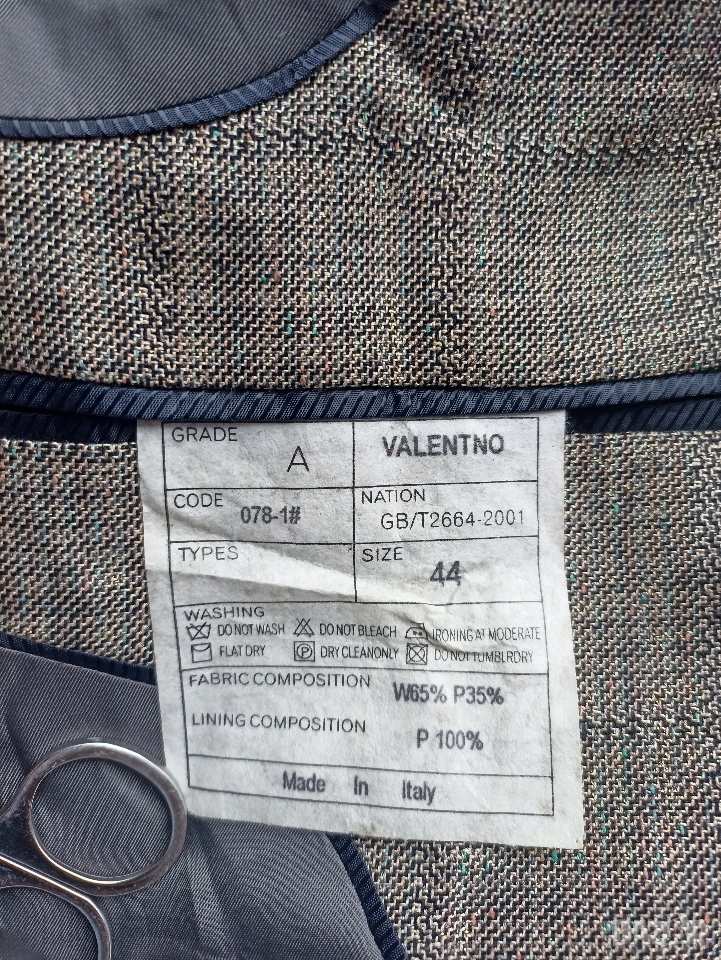 GRADE A VALENTNO
CODE 078-1# NATION GB/T2664-2001
TYPES SIZE 44
WASHING
DO NOT WASH DO NOT BLEACH IRONING AT MODERATE
FLAT DRY P DRY CLEANONLY DO NOT TUMBLRDRY
FABRIC COMPOSITION W65% P35%
LINING COMPOSITION P 100%
Made In Italy